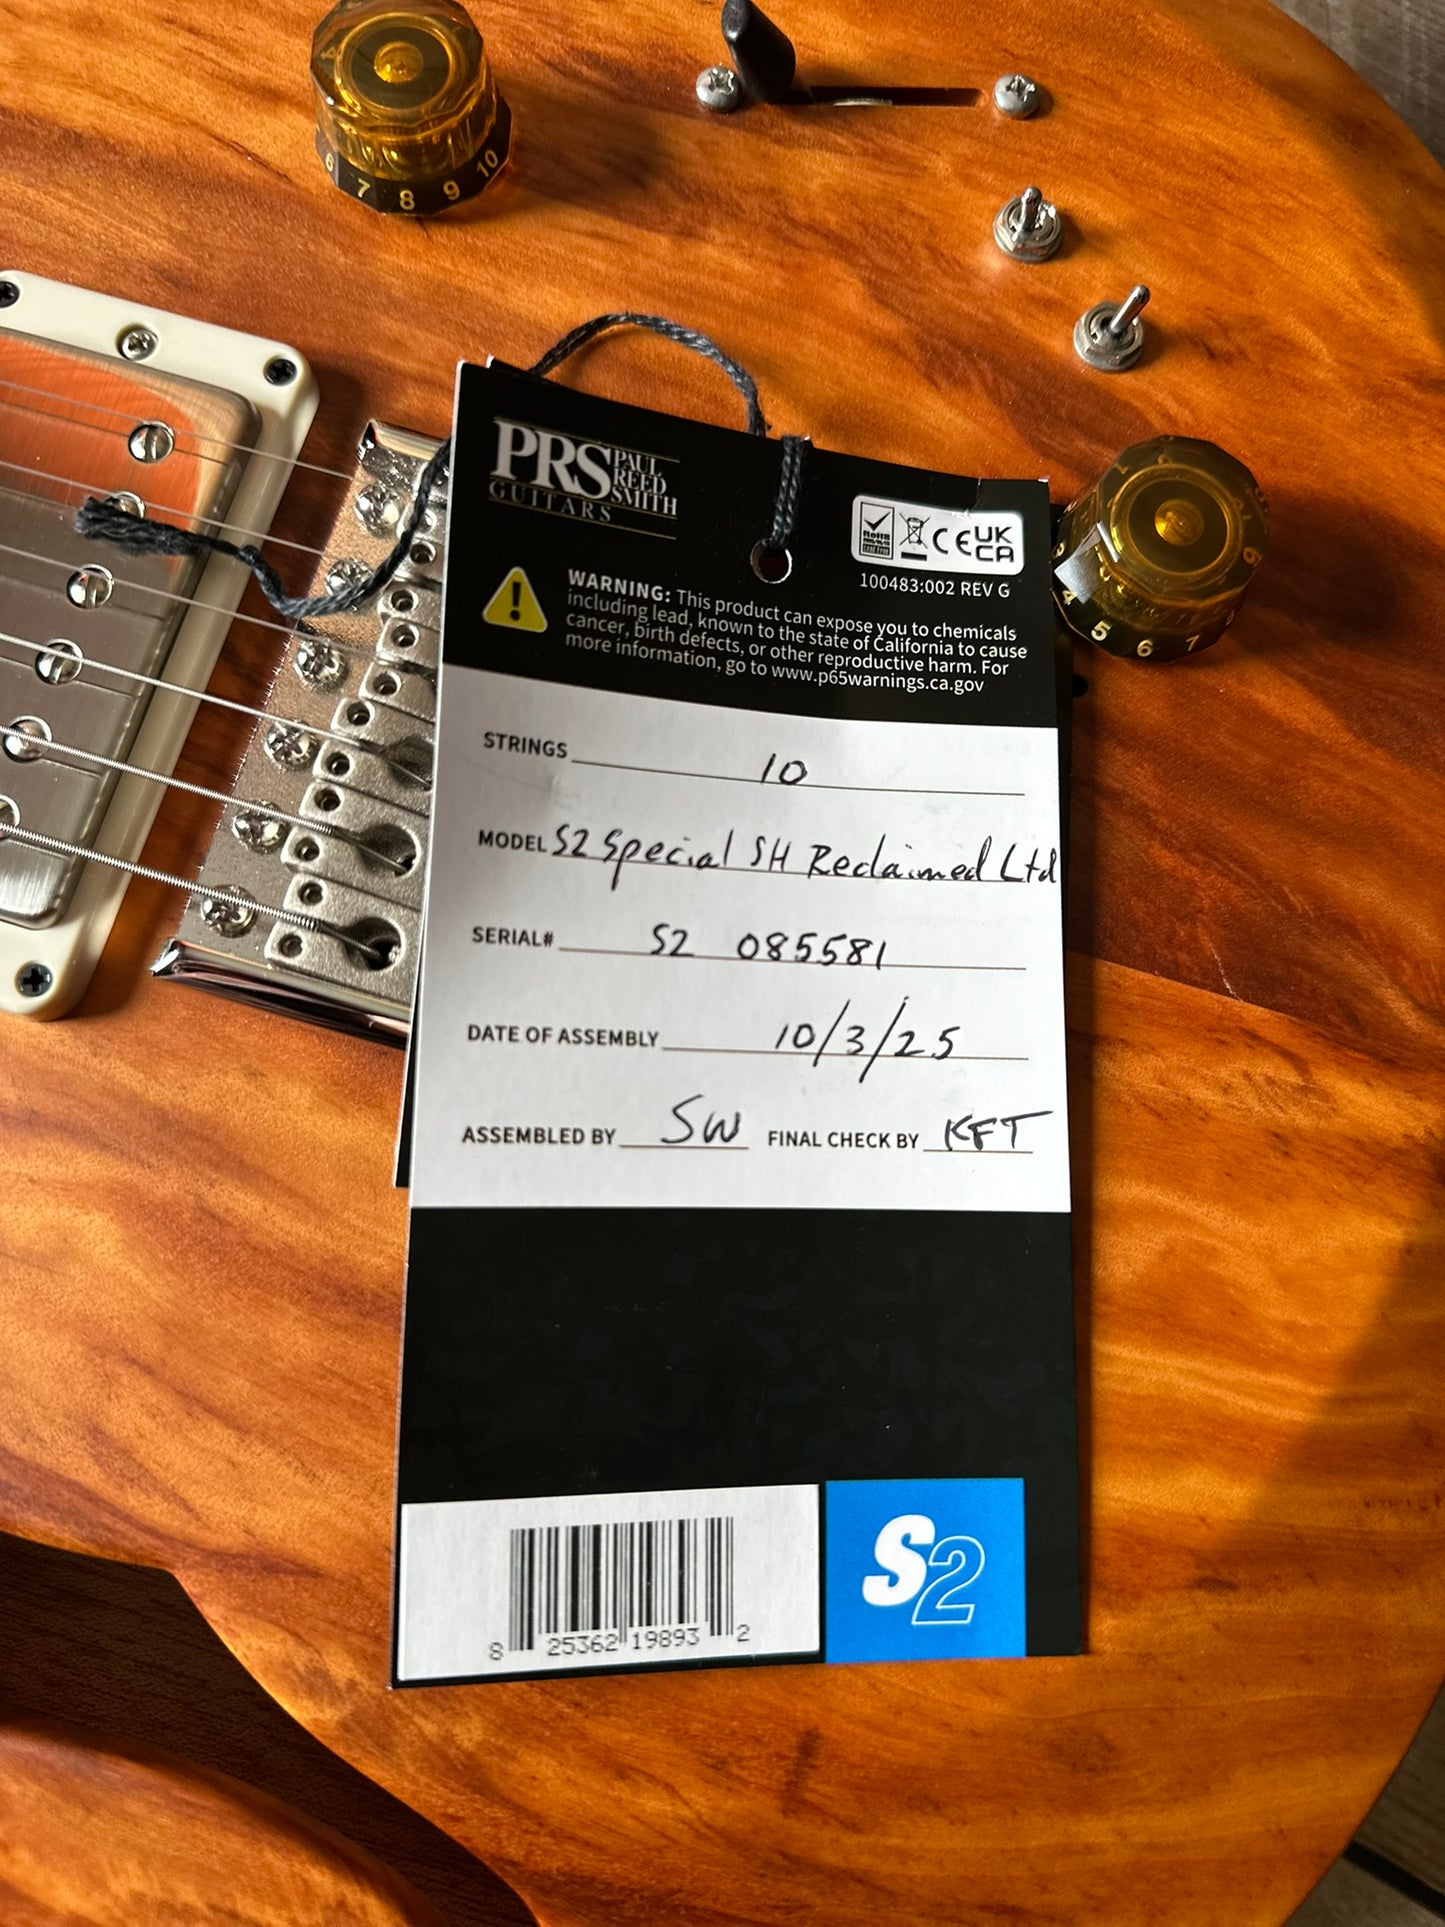 6 7 8 9 10
PRS PAUL REED SMITH
GUITARS
RoHS
CE UK CA
100483:002 REV G
WARNING: This product can expose you to chemicals
including lead, known to the state of California to cause
cancer, birth defects, or other reproductive harm. For
more information, go to www.p65warnings.ca.gov
4 5 6 7
STRINGS 10
MODEL S2 Special SH Reclaimed Ltd
SERIAL# S2 085581
DATE OF ASSEMBLY 10/3/25
ASSEMBLED BY SW FINAL CHECK BY KFT
8 25362 19893 2
S2